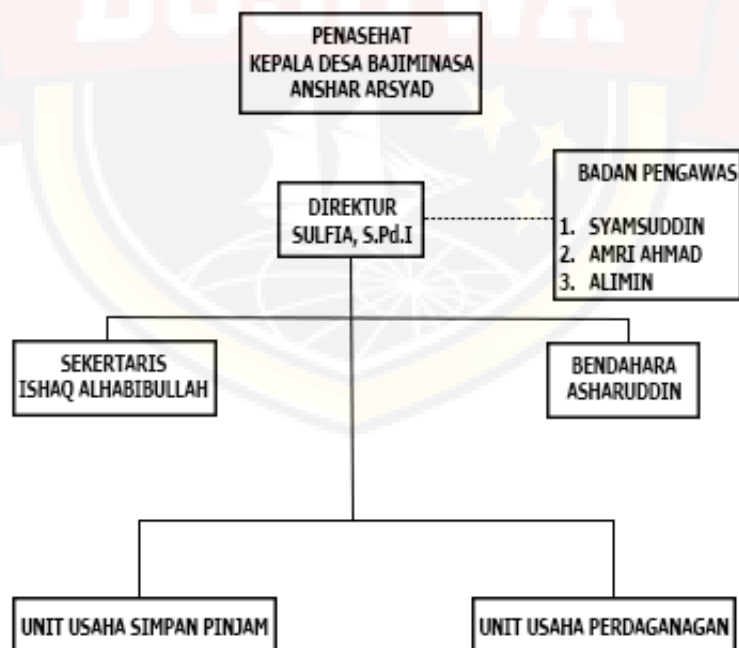 BOSOWA
PENASEHAT
KEPALA DESA BAJIMINASA
ANSHAR ARSYAD
BADAN PENGAWAS
1. SYAMSUDDIN
2. AMRI AHMAD
3. ALIMIN
DIREKTUR
SULFIA, S.Pd.I
SEKERTARIS
ISHAQ ALHABIBULLAH
BENDAHARA
ASHARUDDIN
UNIT USAHA SIMPAN PINJAM
UNIT USAHA PERDAGANAGAN